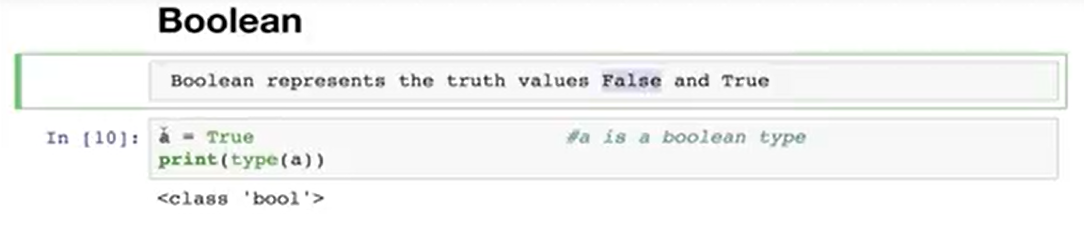 Boolean
Boolean represents the truth values False and True
In [10]: a = True #a is a boolean type
print(type(a))
<class 'bool'>